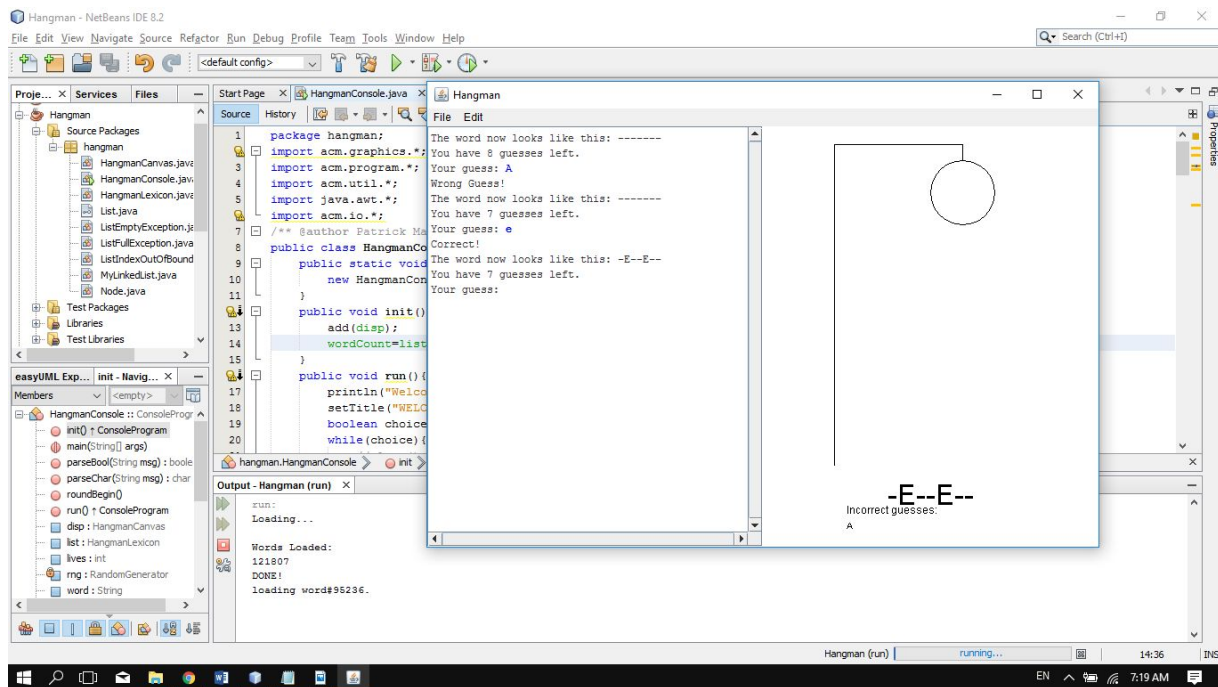 Hangman - NetBeans IDE 8.2
File Edit View Navigate Source Refactor Run Debug Profile Team Tools Window Help
Search (Ctrl+I)
<default config>
Proje... Services Files
Hangman
Source Packages
hangman
HangmanCanvas.java
HangmanConsole.java
HangmanLexicon.java
List.java
ListEmptyException.ja
ListFullException.java
ListIndexOutOfBound
MyLinkedList.java
Node.java
Test Packages
Libraries
Test Libraries
easyUML Exp... init - Navig...
Members <empty>
HangmanConsole :: ConsoleProgr
init() ↑ ConsoleProgram
main(String[] args)
parseBool(String msg) : boole
parseChar(String msg) : char
roundBegin()
run() ↑ ConsoleProgram
disp : HangmanCanvas
list : HangmanLexicon
lives : int
rng : RandomGenerator
word : String
Start Page HangmanConsole.java
Source History
1 package hangman;
import acm.graphics.*;
3 import acm.program.*;
4 import acm.util.*;
5 import java.awt.*;
import acm.io.*;
7 /** @author Patrick Ma
8 public class HangmanCo
9 public static void
10 new HangmanCon
11 }
public void init()
13 add(disp);
14 wordCount=list
15 }
public void run(){
17 println("Welco
18 setTitle("WELC
19 boolean choice
20 while(choice){
hangman.HangmanConsole init
Hangman
File Edit
The word now looks like this: -------
You have 8 guesses left.
Your guess: A
Wrong Guess!
The word now looks like this: -------
You have 7 guesses left.
Your guess: e
Correct!
The word now looks like this: -E--E--
You have 7 guesses left.
Your guess:
-E--E--
Incorrect guesses:
A
Properties
Output - Hangman (run)
run:
Loading...
Words Loaded:
121807
DONE!
loading word#95236.
Hangman (run) running... 14:36 INS
EN 7:19 AM